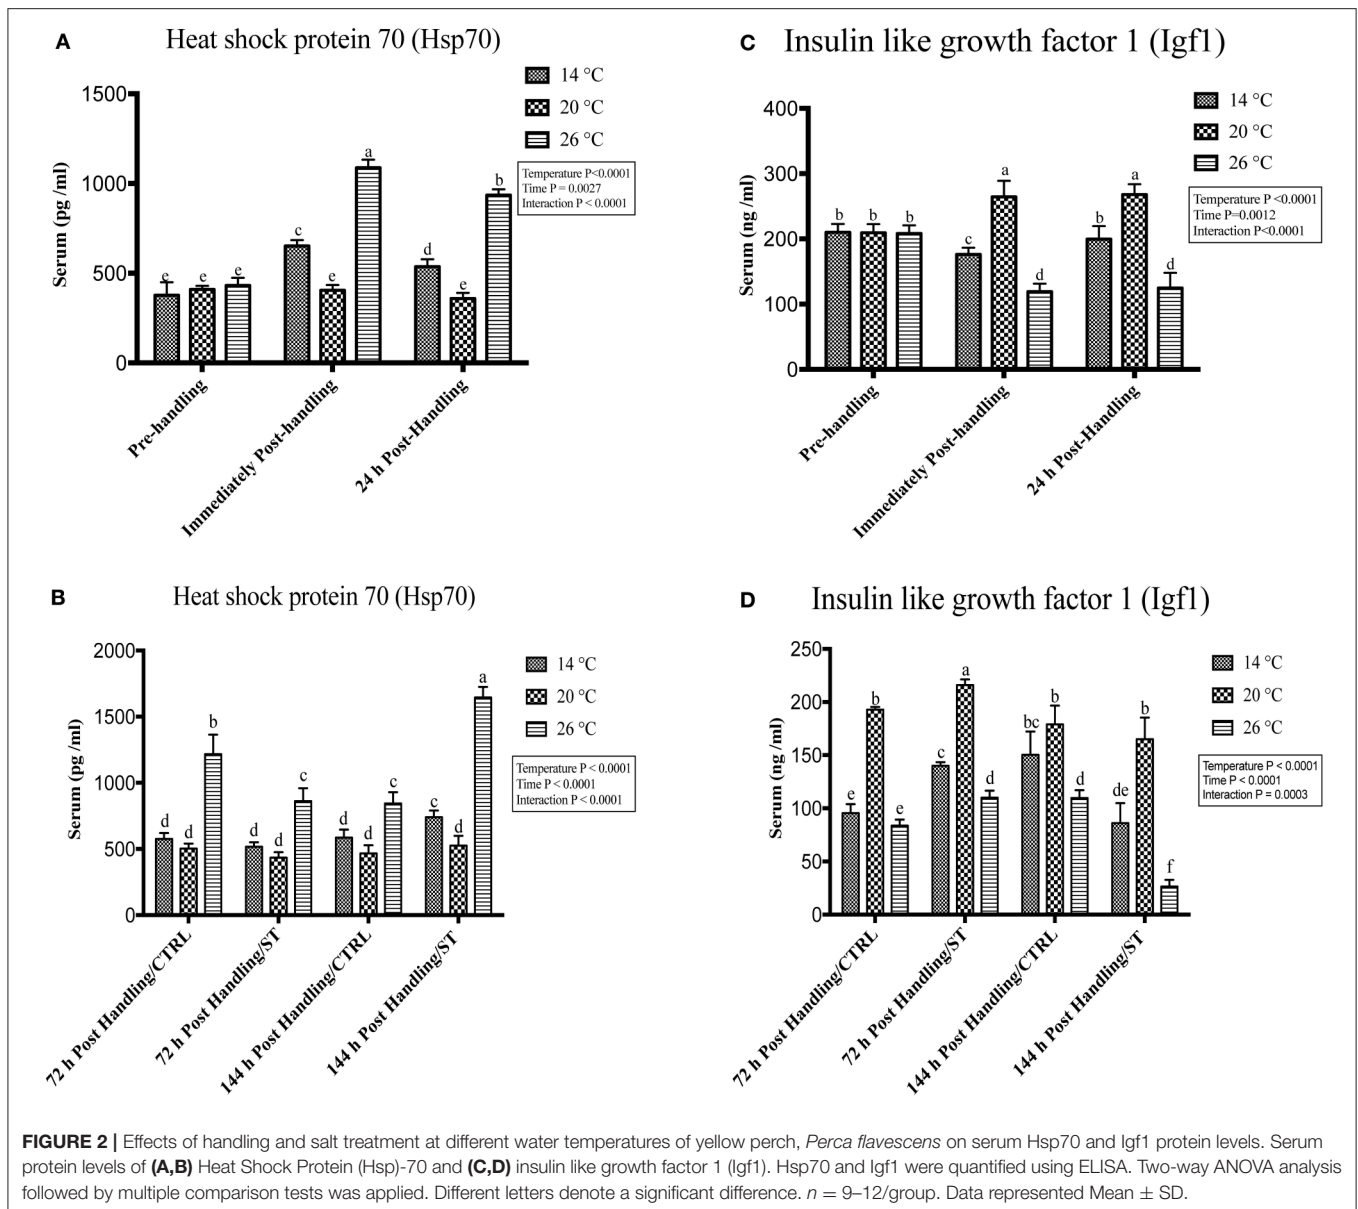 A
Heat shock protein 70 (Hsp70)
14 °C
20 °C
26 °C
Temperature P<0.0001
Time P = 0.0027
Interaction P < 0.0001
Serum (pg /ml)
1500
1000
500
0
e
e
e
c
e
a
d
e
b
Pre-handling
Immediately Post-handling
24 h Post-Handling
C
Insulin like growth factor 1 (Igf1)
14 °C
20 °C
26 °C
Temperature P <0.0001
Time P=0.0012
Interaction P<0.0001
Serum (ng /ml)
400
300
200
100
0
b
b
b
c
a
d
b
a
d
Pre-handling
Immediately Post-handling
24 h Post-Handling
B
Heat shock protein 70 (Hsp70)
14 °C
20 °C
26 °C
Temperature P < 0.0001
Time P < 0.0001
Interaction P < 0.0001
Serum (pg /ml)
2000
1500
1000
500
0
d
d
b
d
d
c
d
d
c
c
d
a
72 h Post Handling/CTRL
72 h Post Handling/ST
144 h Post Handling/CTRL
144 h Post Handling/ST
D
Insulin like growth factor 1 (Igf1)
14 °C
20 °C
26 °C
Temperature P < 0.0001
Time P < 0.0001
Interaction P = 0.0003
Serum (ng /ml)
250
200
150
100
50
0
e
b
e
c
a
d
bc
b
d
de
b
f
72 h Post Handling/CTRL
72 h Post Handling/ST
144 h Post Handling/CTRL
144 h Post Handling/ST
FIGURE 2 | Effects of handling and salt treatment at different water temperatures of yellow perch, Perca flavescens on serum Hsp70 and Igf1 protein levels. Serum
protein levels of (A,B) Heat Shock Protein (Hsp)-70 and (C,D) insulin like growth factor 1 (Igf1). Hsp70 and Igf1 were quantified using ELISA. Two-way ANOVA analysis
followed by multiple comparison tests was applied. Different letters denote a significant difference. n = 9–12/group. Data represented Mean ± SD.